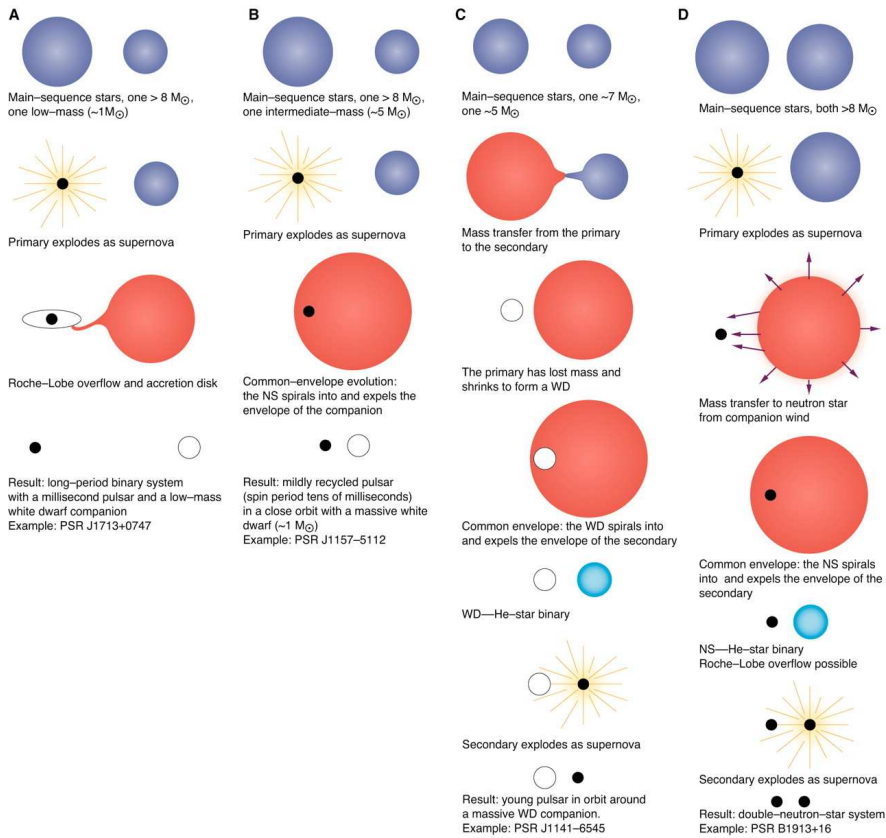 A
Main–sequence stars, one > 8 M☉,
one low–mass (~1M☉)
Primary explodes as supernova
Roche–Lobe overflow and accretion disk
Result: long–period binary system
with a millisecond pulsar and a low–mass
white dwarf companion
Example: PSR J1713+0747
B
Main–sequence stars, one > 8 M☉,
one intermediate–mass (~5 M☉)
Primary explodes as supernova
Common–envelope evolution:
the NS spirals into and expels the
envelope of the companion
Result: mildly recycled pulsar
(spin period tens of milliseconds)
in a close orbit with a massive white
dwarf (~1 M☉)
Example: PSR J1157–5112
C
Main–sequence stars, one ~7 M☉,
one ~5 M☉
Mass transfer from the primary
to the secondary
The primary has lost mass and
shrinks to form a WD
Common envelope: the WD spirals into
and expels the envelope of the secondary
WD—He–star binary
Secondary explodes as supernova
Result: young pulsar in orbit around
a massive WD companion.
Example: PSR J1141–6545
D
Main–sequence stars, both >8 M☉
Primary explodes as supernova
Mass transfer to neutron star
from companion wind
Common envelope: the NS spirals
into and expels the envelope of the
secondary
NS—He–star binary
Roche–Lobe overflow possible
Secondary explodes as supernova
Result: double–neutron–star system
Example: PSR B1913+16